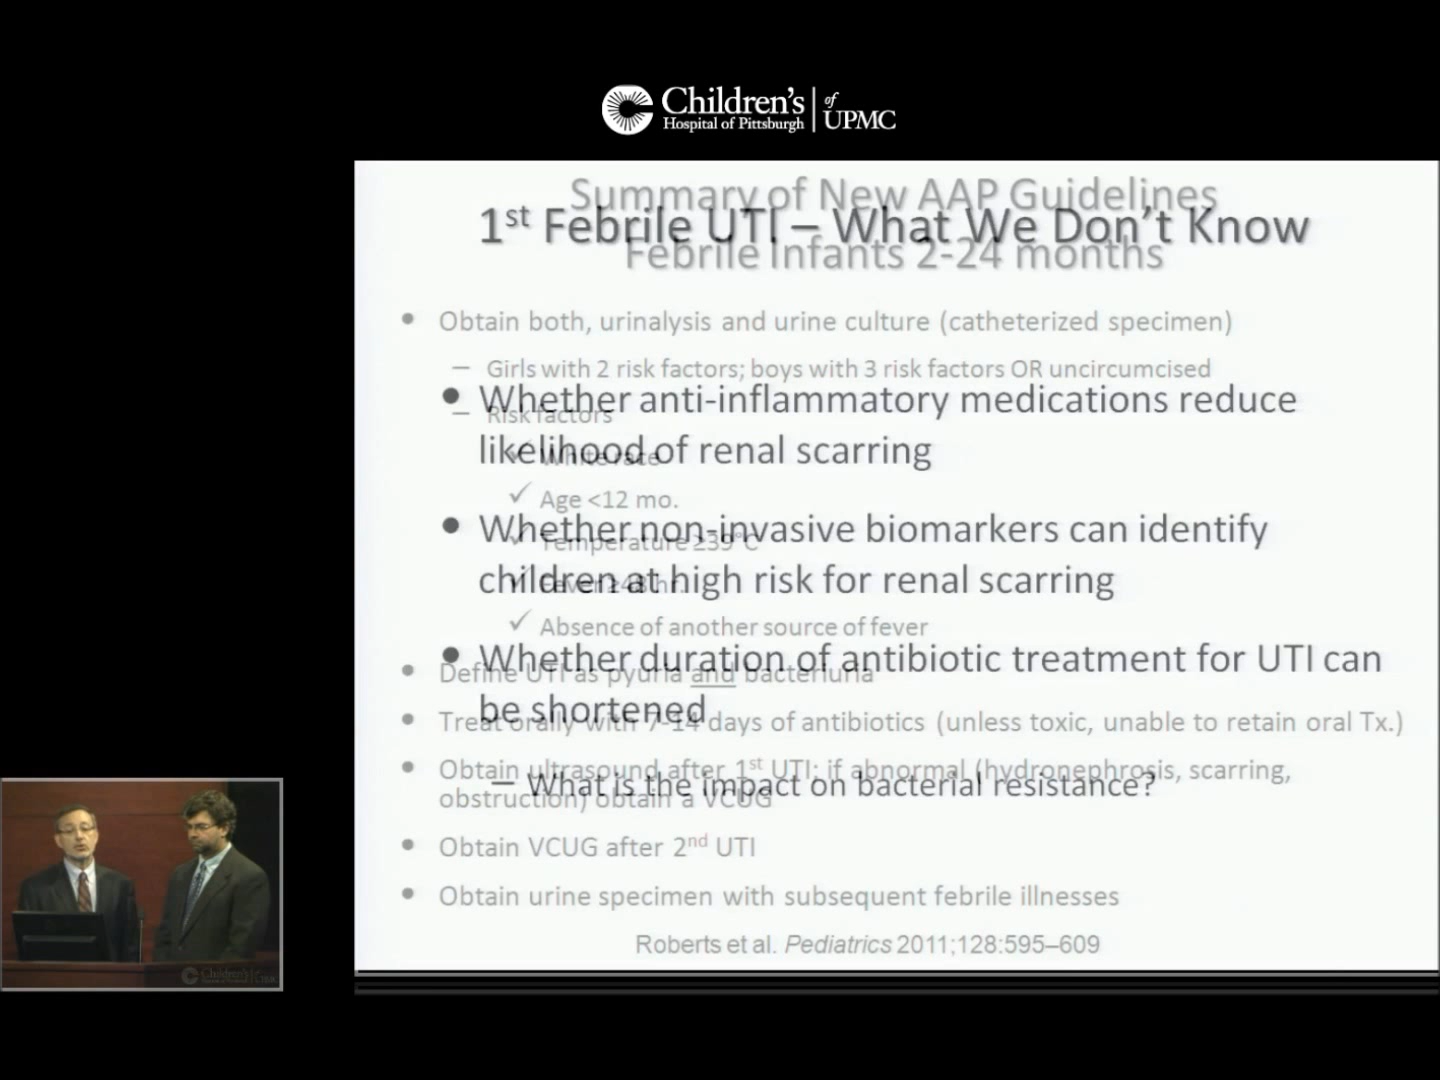 Children's
Hospital of Pittsburgh
of
UPMC
Summary of New AAP Guidelines
Febrile Infants 2-24 months
• Obtain both, urinalysis and urine culture (catheterized specimen)
– Girls with 2 risk factors; boys with 3 risk factors OR uncircumcised
– Risk factors
✓ White race
✓ Age <12 mo.
✓ Temperature ≥39°C
✓ Fever
✓ Absence of another source of fever
• Define UTI as pyuria and bacteriuria
• Treat orally with 7-14 days of antibiotics (unless toxic, unable to retain oral Tx.)
• Obtain ultrasound after 1st UTI; if abnormal (hydronephrosis, scarring,
obstruction) obtain a VCUG
• Obtain VCUG after 2nd UTI
• Obtain urine specimen with subsequent febrile illnesses
Roberts et al. Pediatrics 2011;128:595–609
1st Febrile UTI – What We Don't Know
• Whether anti-inflammatory medications reduce
likelihood of renal scarring
• Whether non-invasive biomarkers can identify
children at high risk for renal scarring
• Whether duration of antibiotic treatment for UTI can
be shortened
– What is the impact on bacterial resistance?
Children's